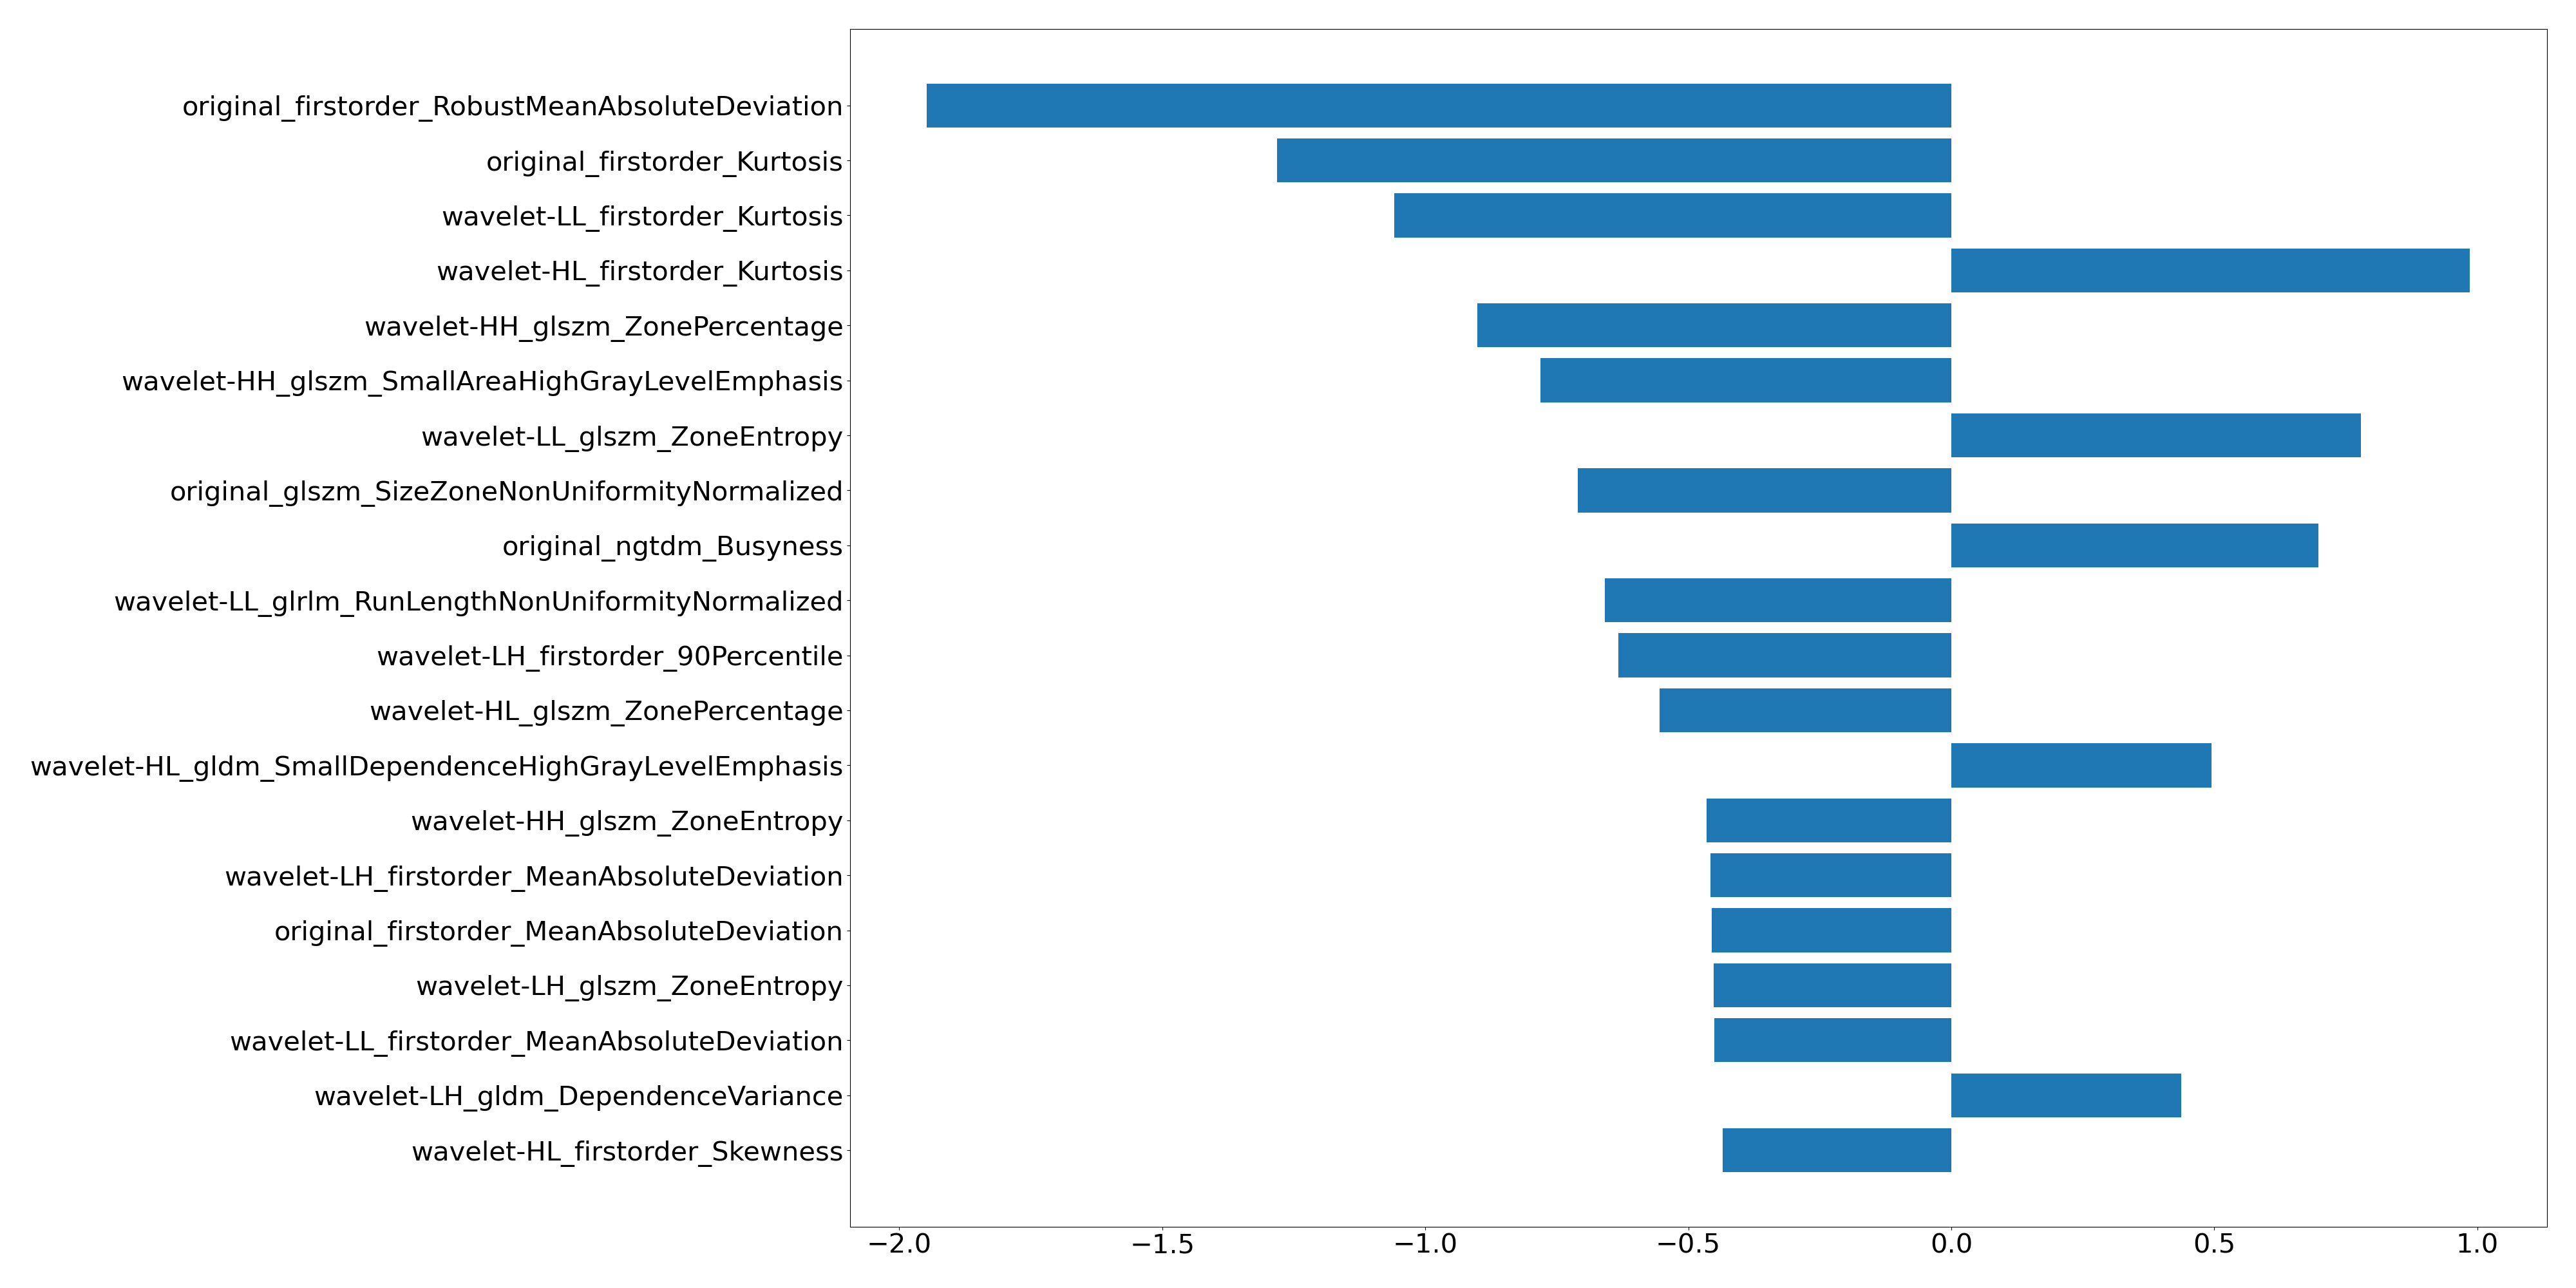 original_firstorder_RobustMeanAbsoluteDeviation
original_firstorder_Kurtosis
wavelet-LL_firstorder_Kurtosis
wavelet-HL_firstorder_Kurtosis
wavelet-HH_glszm_ZonePercentage
wavelet-HH_glszm_SmallAreaHighGrayLevelEmphasis
wavelet-LL_glszm_ZoneEntropy
original_glszm_SizeZoneNonUniformityNormalized
original_ngtdm_Busyness
wavelet-LL_glrlm_RunLengthNonUniformityNormalized
wavelet-LH_firstorder_90Percentile
wavelet-HL_glszm_ZonePercentage
wavelet-HL_gldm_SmallDependenceHighGrayLevelEmphasis
wavelet-HH_glszm_ZoneEntropy
wavelet-LH_firstorder_MeanAbsoluteDeviation
original_firstorder_MeanAbsoluteDeviation
wavelet-LH_glszm_ZoneEntropy
wavelet-LL_firstorder_MeanAbsoluteDeviation
wavelet-LH_gldm_DependenceVariance
wavelet-HL_firstorder_Skewness
−2.0 −1.5 −1.0 −0.5 0.0 0.5 1.0